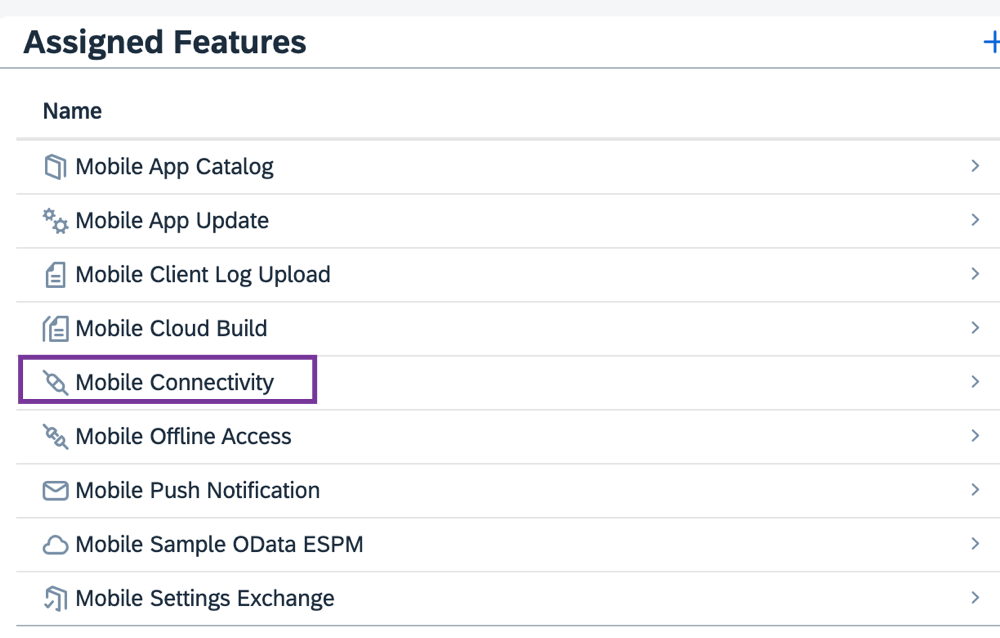 Assigned Features
Name
Mobile App Catalog
Mobile App Update
Mobile Client Log Upload
Mobile Cloud Build
Mobile Connectivity
Mobile Offline Access
Mobile Push Notification
Mobile Sample OData ESPM
Mobile Settings Exchange